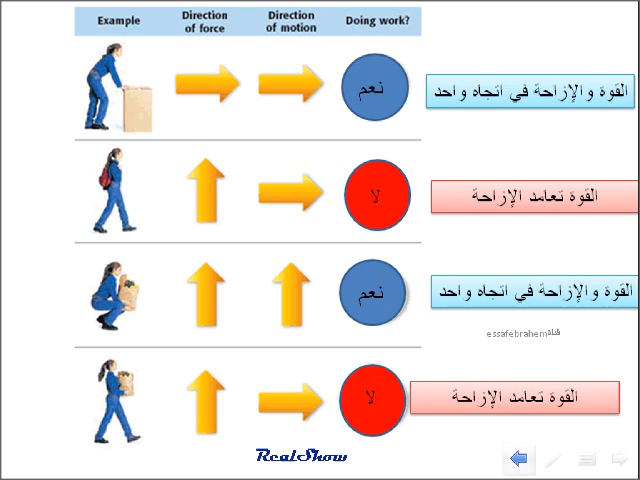 Example
Direction of force
Direction of motion
Doing work?
نعم
القوة والإزاحة في اتجاه واحد
لا
القوة تعامد الإزاحة
نعم
القوة والإزاحة في اتجاه واحد
قناة essafebrahem
لا
القوة تعامد الإزاحة
RealShow